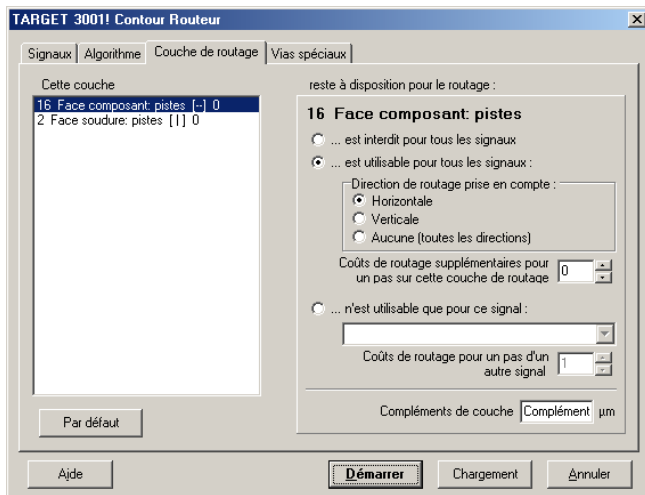 TARGET 3001! Contour Routeur
Signaux Algorithme Couche de routage Vias spéciaux
Cette couche
16 Face composant: pistes [--] 0
2 Face soudure: pistes [ | ] 0
Par défaut
reste à disposition pour le routage :
16 Face composant: pistes
... est interdit pour tous les signaux
... est utilisable pour tous les signaux :
Direction de routage prise en compte :
Horizontale
Verticale
Aucune (toutes les directions)
Coûts de routage supplémentaires pour
un pas sur cette couche de routage 0
... n'est utilisable que pour ce signal :
Coûts de routage pour un pas d'un
autre signal 1
Compléments de couche Complément µm
Aide Démarrer Chargement Annuler